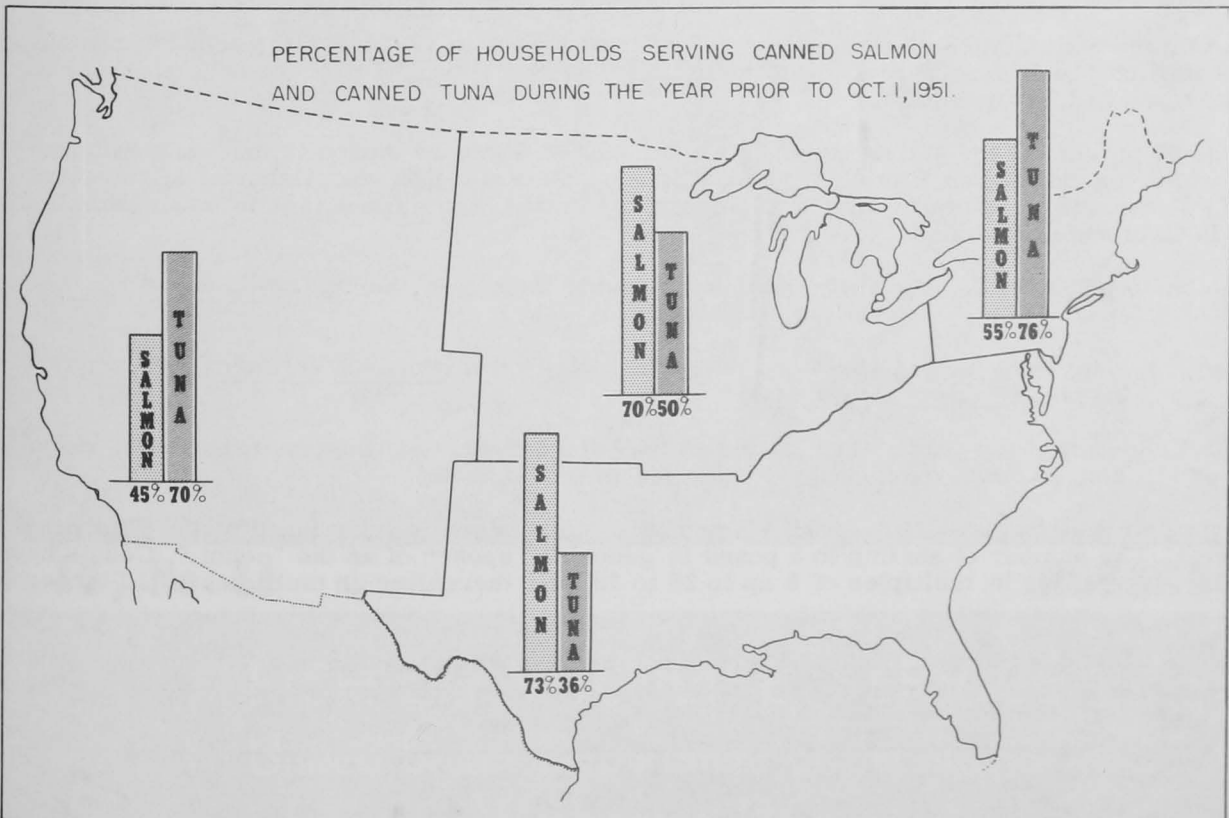 PERCENTAGE OF HOUSEHOLDS SERVING CANNED SALMON
AND CANNED TUNA DURING THE YEAR PRIOR TO OCT. 1, 1951.
SALMON
TUNA
45% 70%
SALMON
TUNA
70% 50%
SALMON
TUNA
55% 76%
SALMON
TUNA
73% 36%